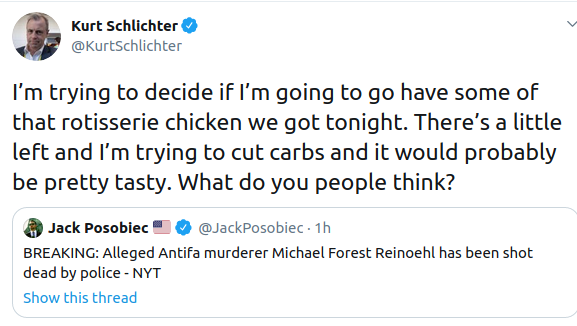 Kurt Schlichter
@KurtSchlichter
I'm trying to decide if I'm going to go have some of
that rotisserie chicken we got tonight. There's a little
left and I'm trying to cut carbs and it would probably
be pretty tasty. What do you people think?
Jack Posobiec 🇺🇸 @JackPosobiec · 1h
BREAKING: Alleged Antifa murderer Michael Forest Reinoehl has been shot
dead by police - NYT
Show this thread